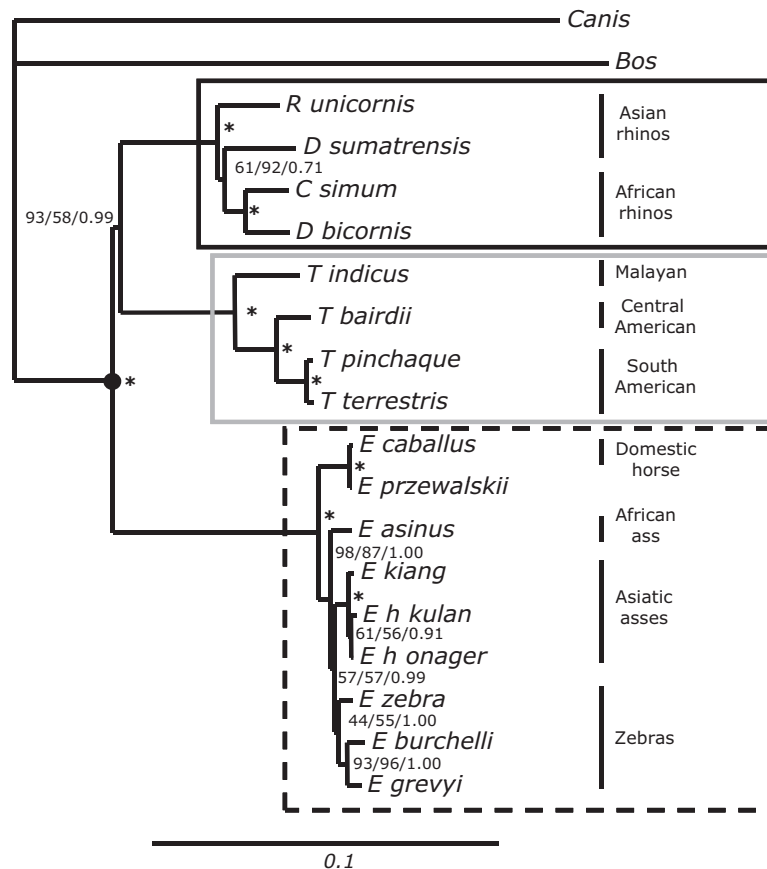 Canis
Bos
R unicornis
*
Asian
rhinos
D sumatrensis
61/92/0.71
C simum
*
African
rhinos
93/58/0.99
D bicornis
T indicus
Malayan
*
T bairdii
Central
American
*
T pinchaque
*
South
American
*
T terrestris
E caballus
Domestic
horse
*
E przewalskii
*
E asinus
African
ass
98/87/1.00
E kiang
*
Asiatic
asses
E h kulan
61/56/0.91
E h onager
57/57/0.99
E zebra
44/55/1.00
E burchelli
Zebras
93/96/1.00
E grevyi
0.1